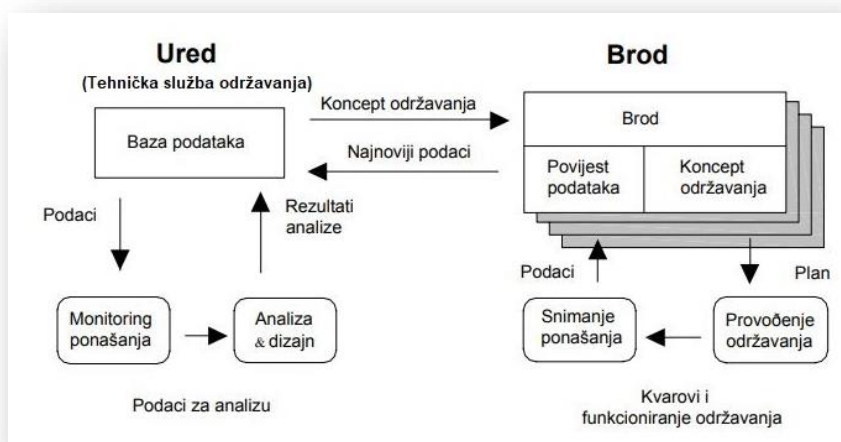 Ured
(Tehnička služba održavanja)
Baza podataka
Podaci
Rezultati
analize
Monitoring
ponašanja
Analiza
& dizajn
Podaci za analizu
Koncept održavanja
Najnoviji podaci
Brod
Brod
Povijest
podataka
Koncept
održavanja
Podaci
Plan
Snimanje
ponašanja
Provođenje
održavanja
Kvarovi i
funkcioniranje održavanja